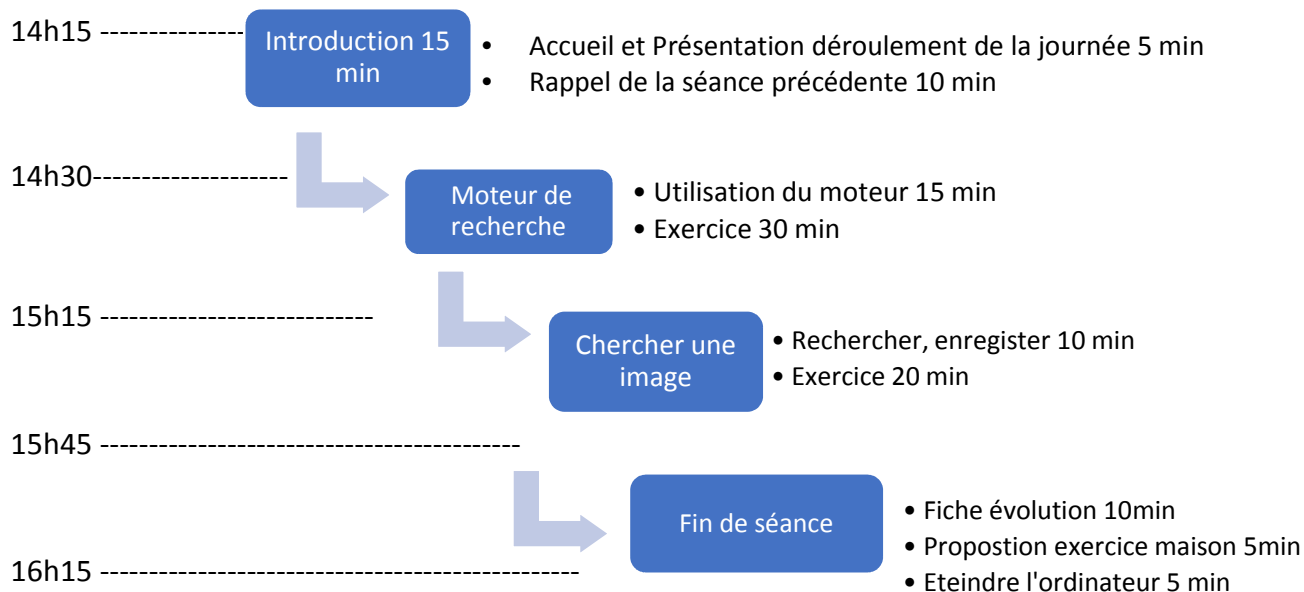 14h15 ---------------
Introduction 15
min
• Accueil et Présentation déroulement de la journée 5 min
• Rappel de la séance précédente 10 min
14h30---------------------
Moteur de
recherche
• Utilisation du moteur 15 min
• Exercice 30 min
15h15 -----------------------------
Chercher une
image
• Rechercher, enregister 10 min
• Exercice 20 min
15h45 --------------------------------------------
Fin de séance
• Fiche évolution 10min
• Propostion exercice maison 5min
• Eteindre l'ordinateur 5 min
16h15 --------------------------------------------------